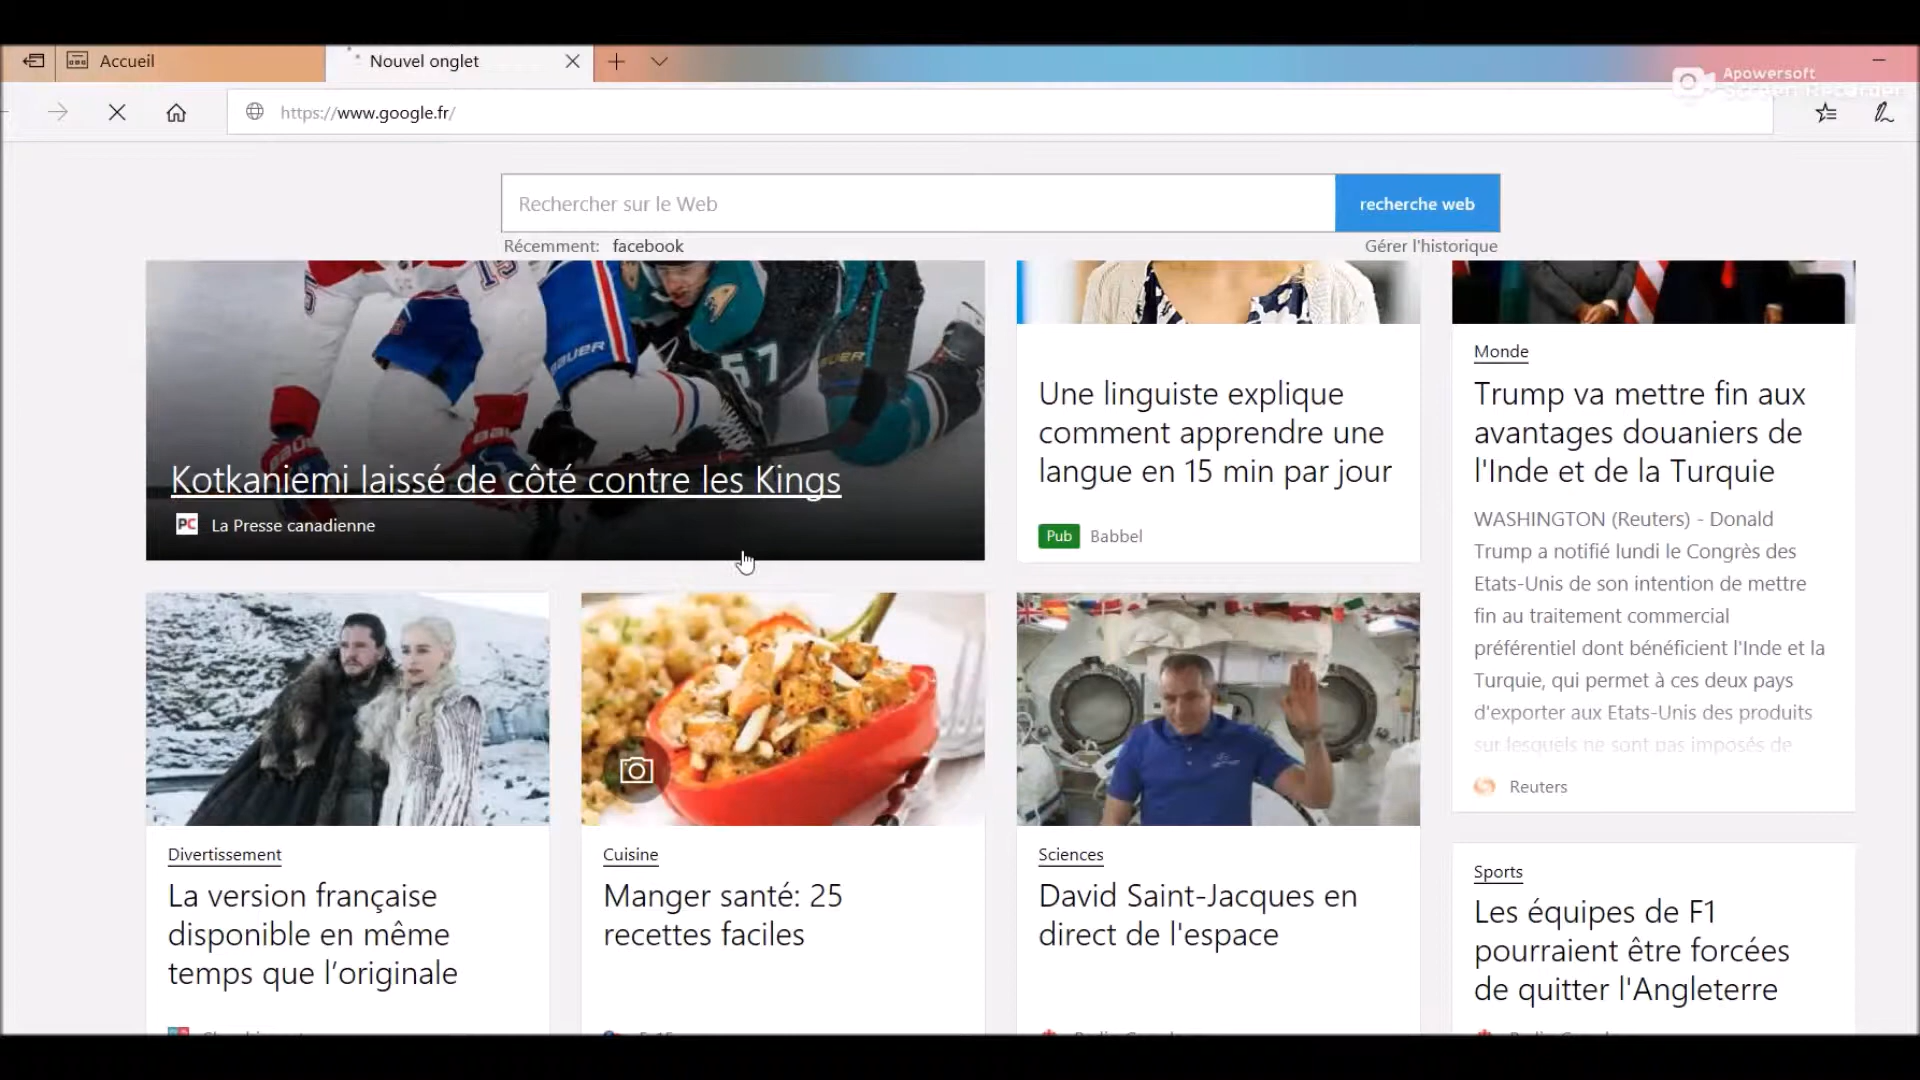 Accueil
Nouvel onglet
Apowersoft
Screen Recorder
https://www.google.fr/
Rechercher sur le Web
recherche web
Récemment: facebook
Gérer l'historique
15
BAUER
67
BAUER
Kotkaniemi laissé de côté contre les Kings
PC La Presse canadienne
Une linguiste explique
comment apprendre une
langue en 15 min par jour
Pub Babbel
Monde
Trump va mettre fin aux
avantages douaniers de
l'Inde et de la Turquie
WASHINGTON (Reuters) - Donald
Trump a notifié lundi le Congrès des
Etats-Unis de son intention de mettre
fin au traitement commercial
préférentiel dont bénéficient l'Inde et la
Turquie, qui permet à ces deux pays
d'exporter aux Etats-Unis des produits
sur lesquels ne sont pas imposés de
Reuters
Divertissement
La version française
disponible en même
temps que l'originale
Cuisine
Manger santé: 25
recettes faciles
Sciences
David Saint-Jacques en
direct de l'espace
Sports
Les équipes de F1
pourraient être forcées
de quitter l'Angleterre